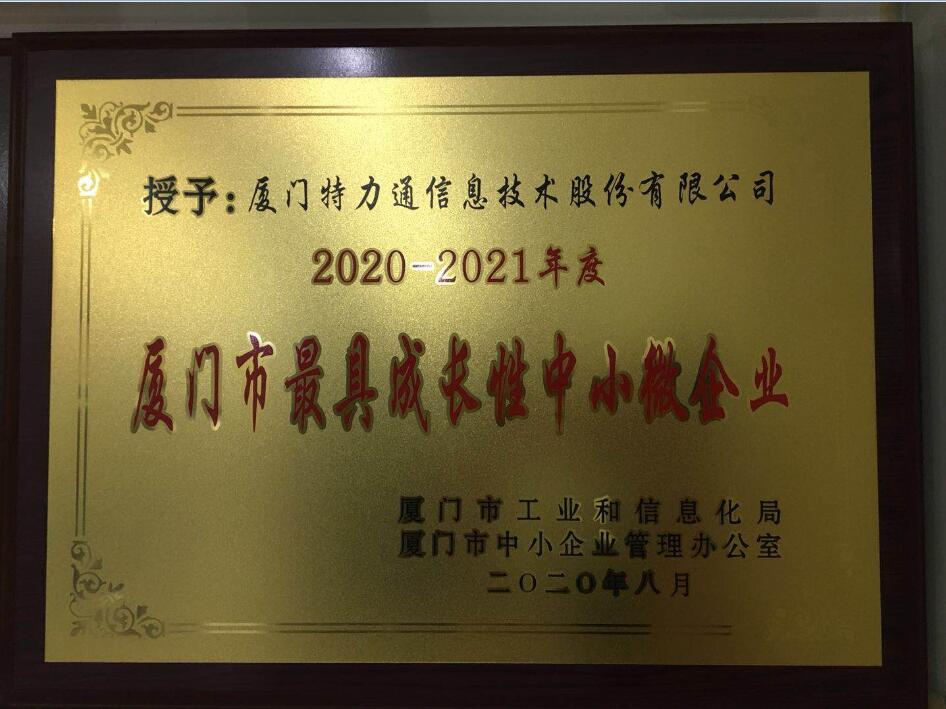 授予:厦门特力通信息技术股份有限公司
2020-2021年度
厦门市最具成长性中小微企业
厦门市工业和信息化局
厦门市中小企业管理办公室
二〇二〇年八月